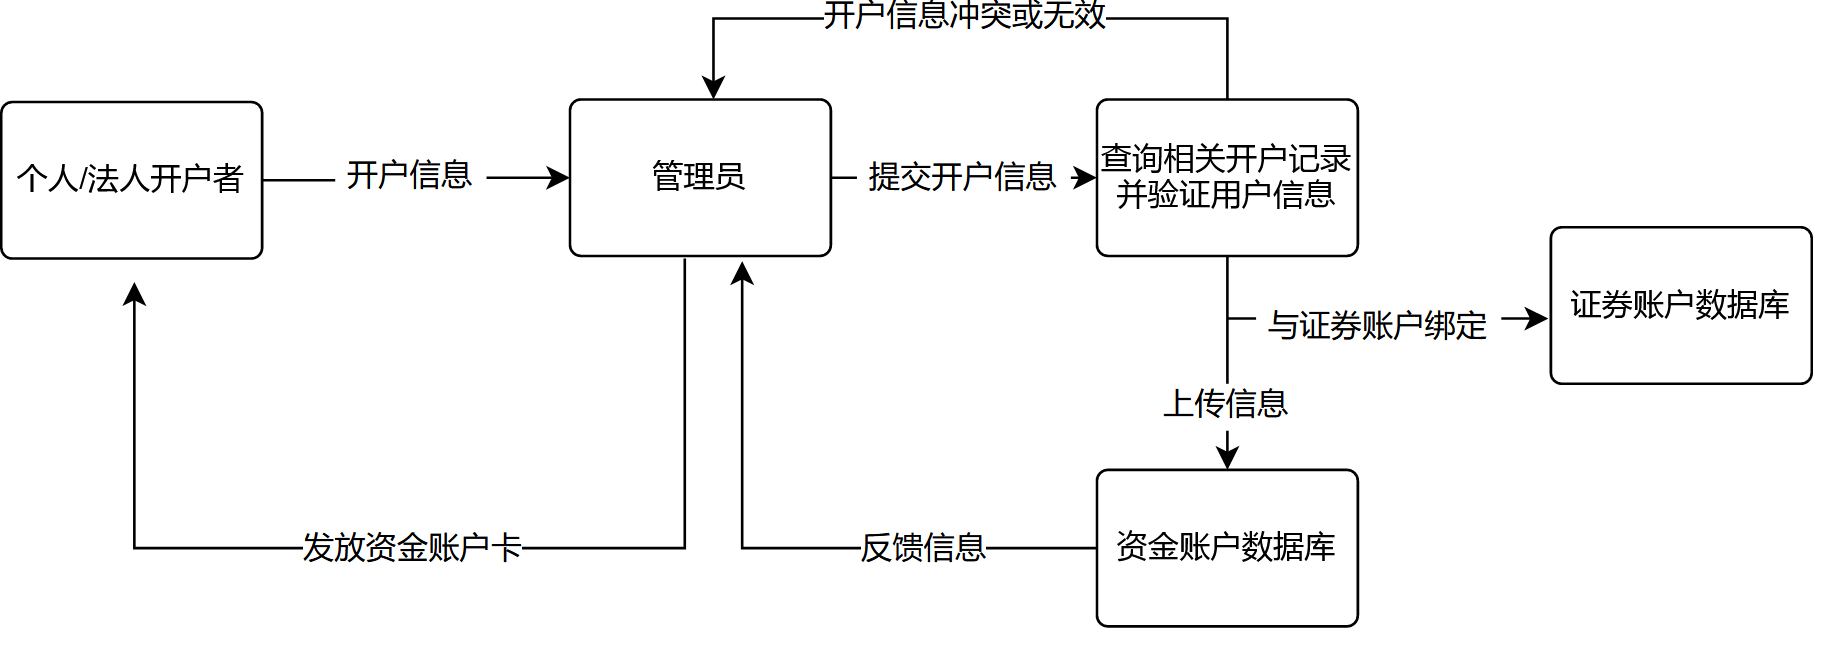 开户信息冲突或无效
个人/法人开户者
开户信息
管理员
提交开户信息
查询相关开户记录
并验证用户信息
与证券账户绑定
证券账户数据库
上传信息
发放资金账户卡
反馈信息
资金账户数据库